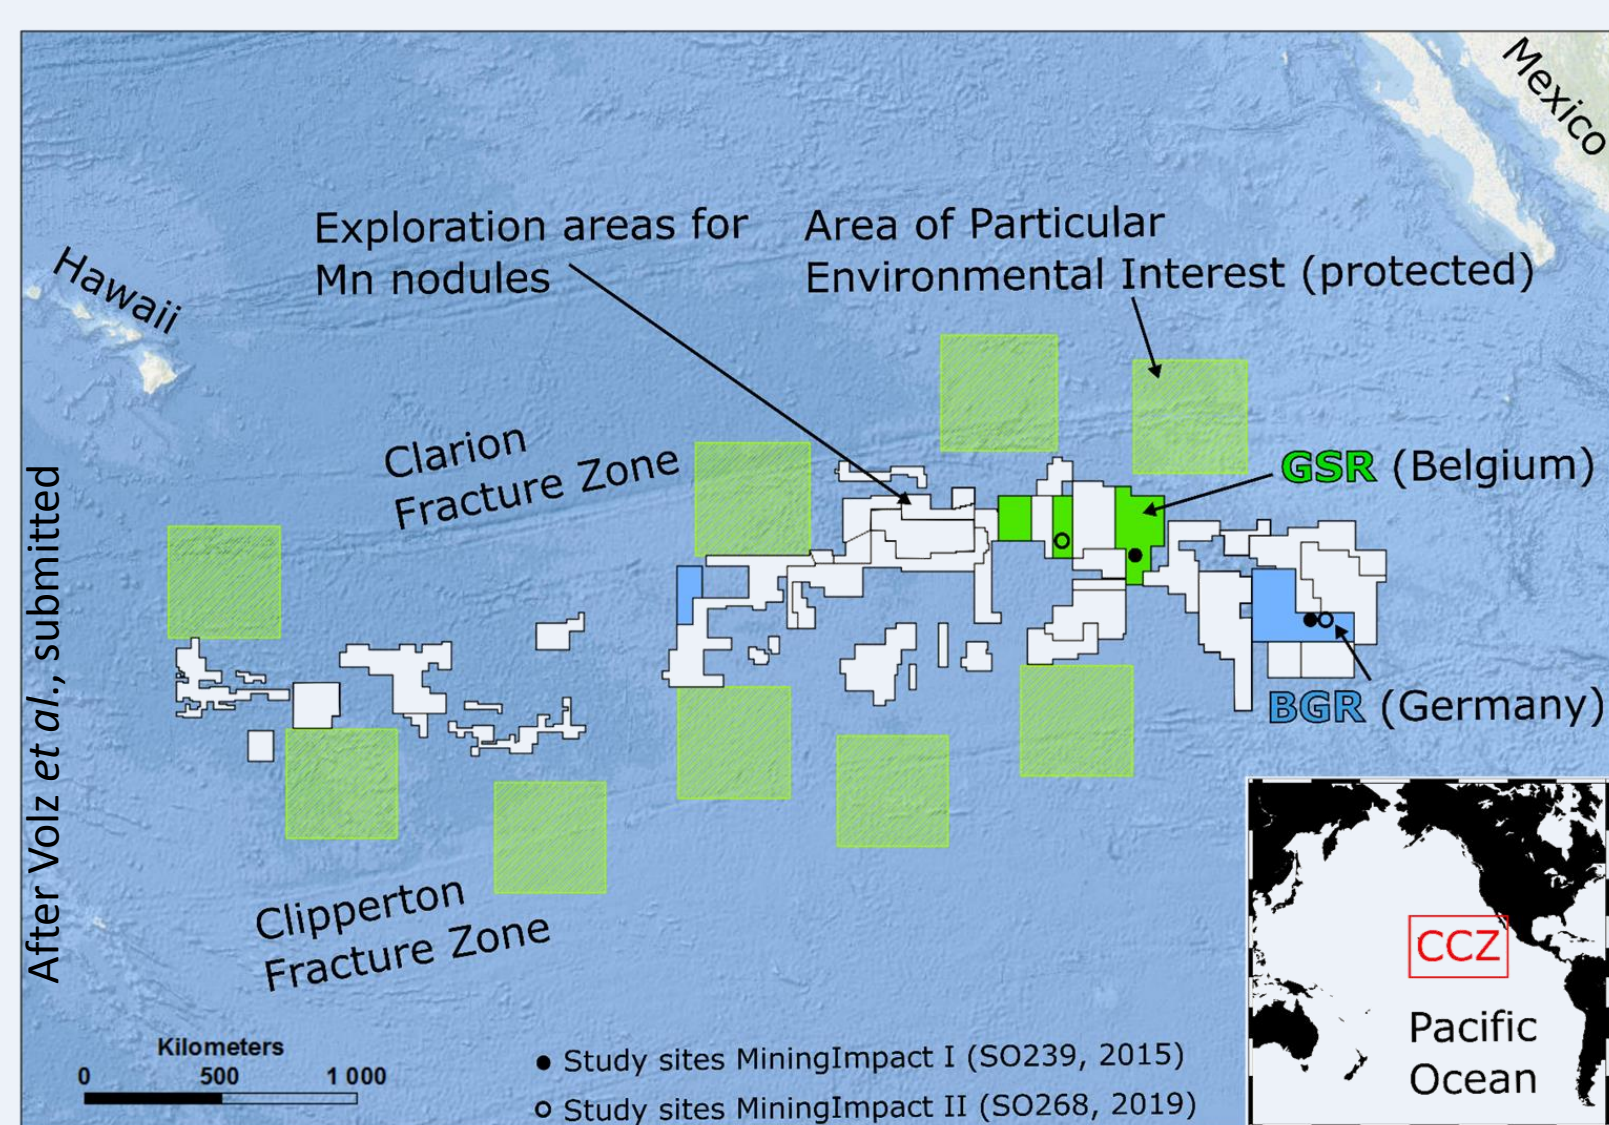 Mexico
Hawaii
Exploration areas for
Mn nodules
Area of Particular
Environmental Interest (protected)
Clarion
Fracture Zone
GSR (Belgium)
BGR (Germany)
Clipperton
Fracture Zone
After Volz et al., submitted
Kilometers
0 500 1 000
Study sites MiningImpact I (SO239, 2015)
Study sites MiningImpact II (SO268, 2019)
CCZ
Pacific
Ocean